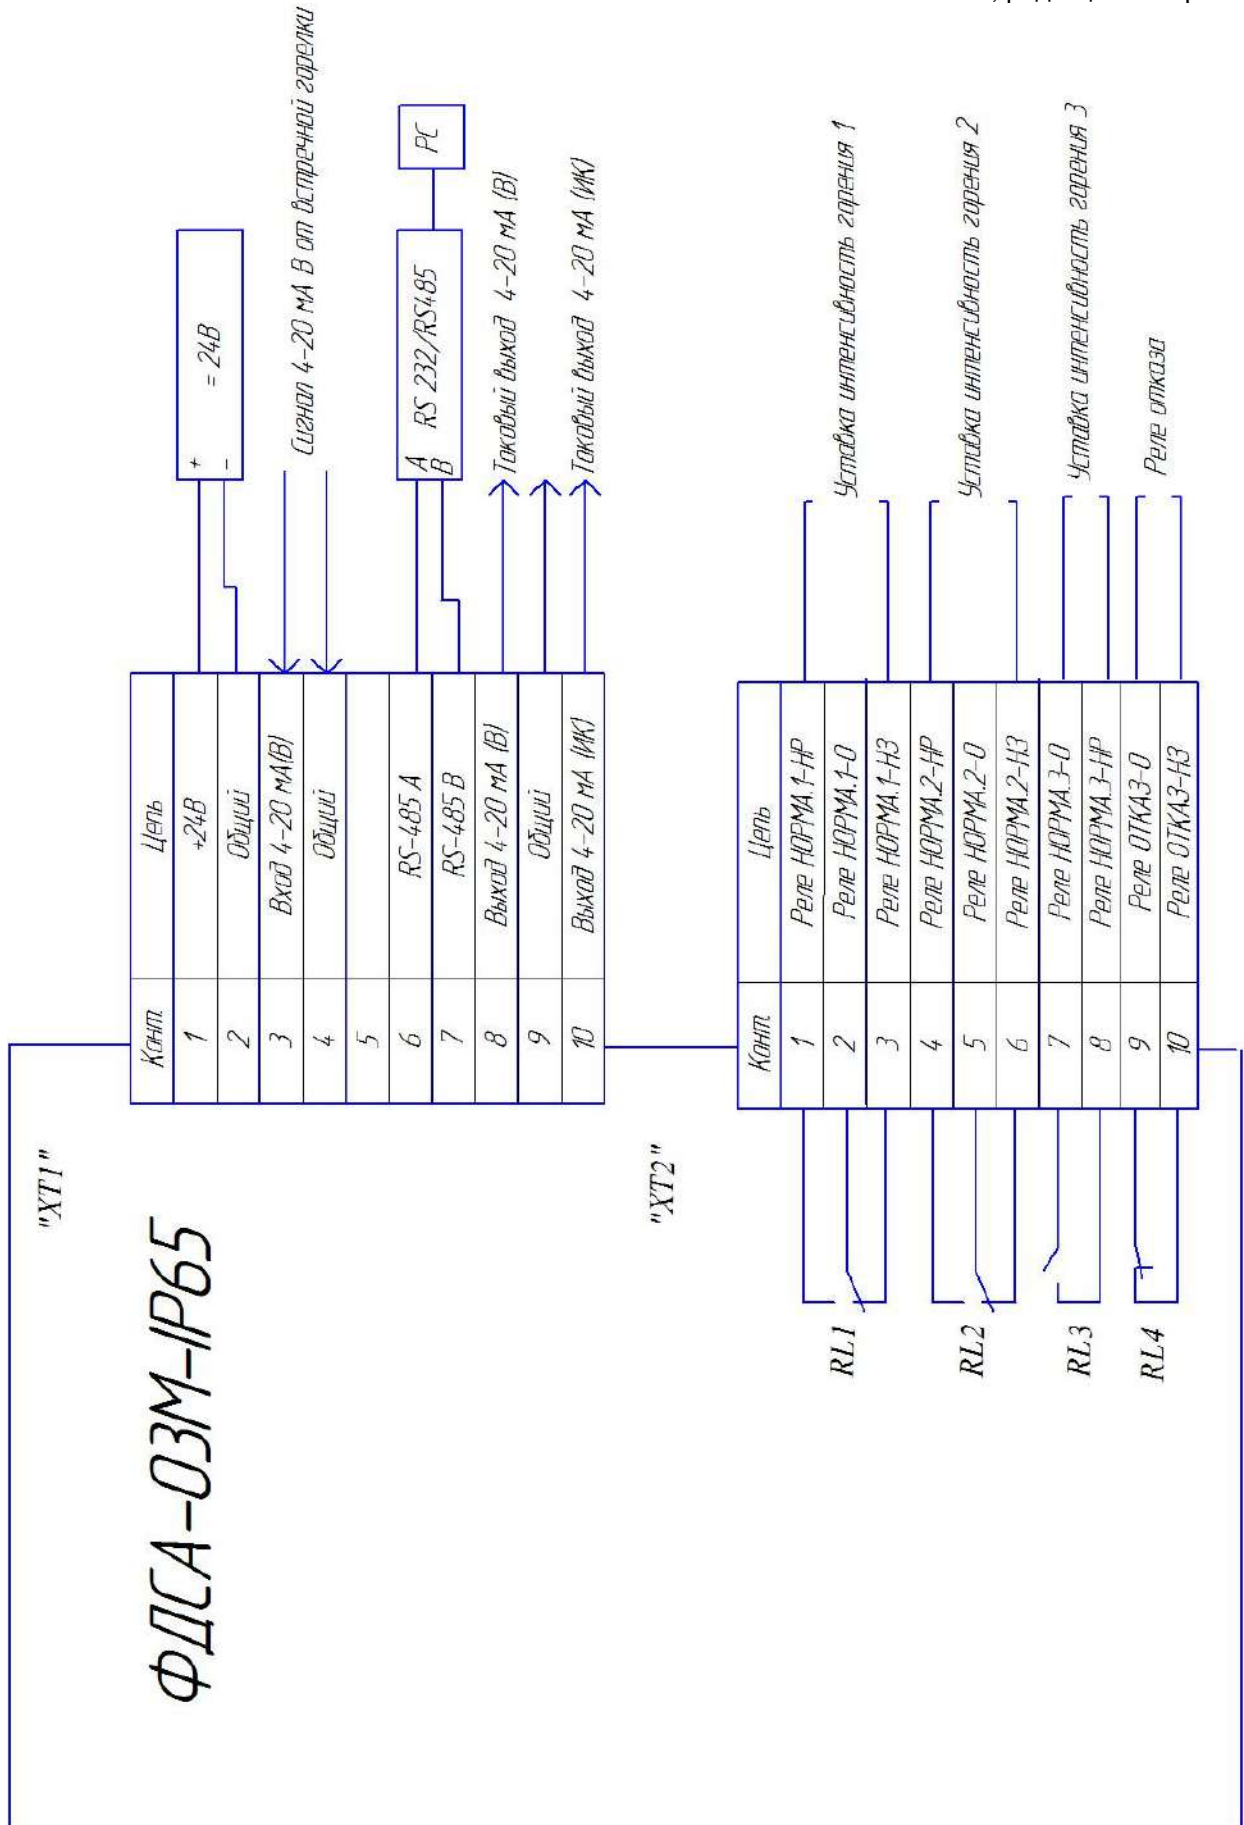 "XT1"
ФДСА-03М-IP65
Конт. Цепь
1 +24В
2 Общий
3 Вход 4-20 мА(В)
4 Общий
5
6 RS-485 A
7 RS-485 B
8 Выход 4-20 мА (В)
9 Общий
10 Выход 4-20 мА (ИК)
+ = 24В
-
Сигнал 4-20 мА В от встречной горелки
A RS 232/RS485
B
PC
Токовый выход 4-20 мА (В)
Токовый выход 4-20 мА (ИК)
"XT2"
Конт. Цепь
1 Реле НОРМА.1-НР
2 Реле НОРМА.1-О
3 Реле НОРМА.1-НЗ
4 Реле НОРМА.2-НР
5 Реле НОРМА.2-О
6 Реле НОРМА.2-НЗ
7 Реле НОРМА.3-О
8 Реле НОРМА.3-НР
9 Реле ОТКАЗ-О
10 Реле ОТКАЗ-НЗ
RL1
RL2
RL3
RL4
Уставка интенсивность горения 1
Уставка интенсивность горения 2
Уставка интенсивность горения 3
Реле отказа